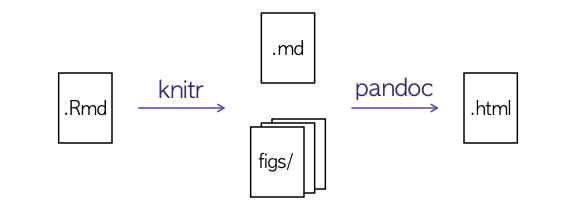 .Rmd
knitr
.md
figs/
pandoc
.html